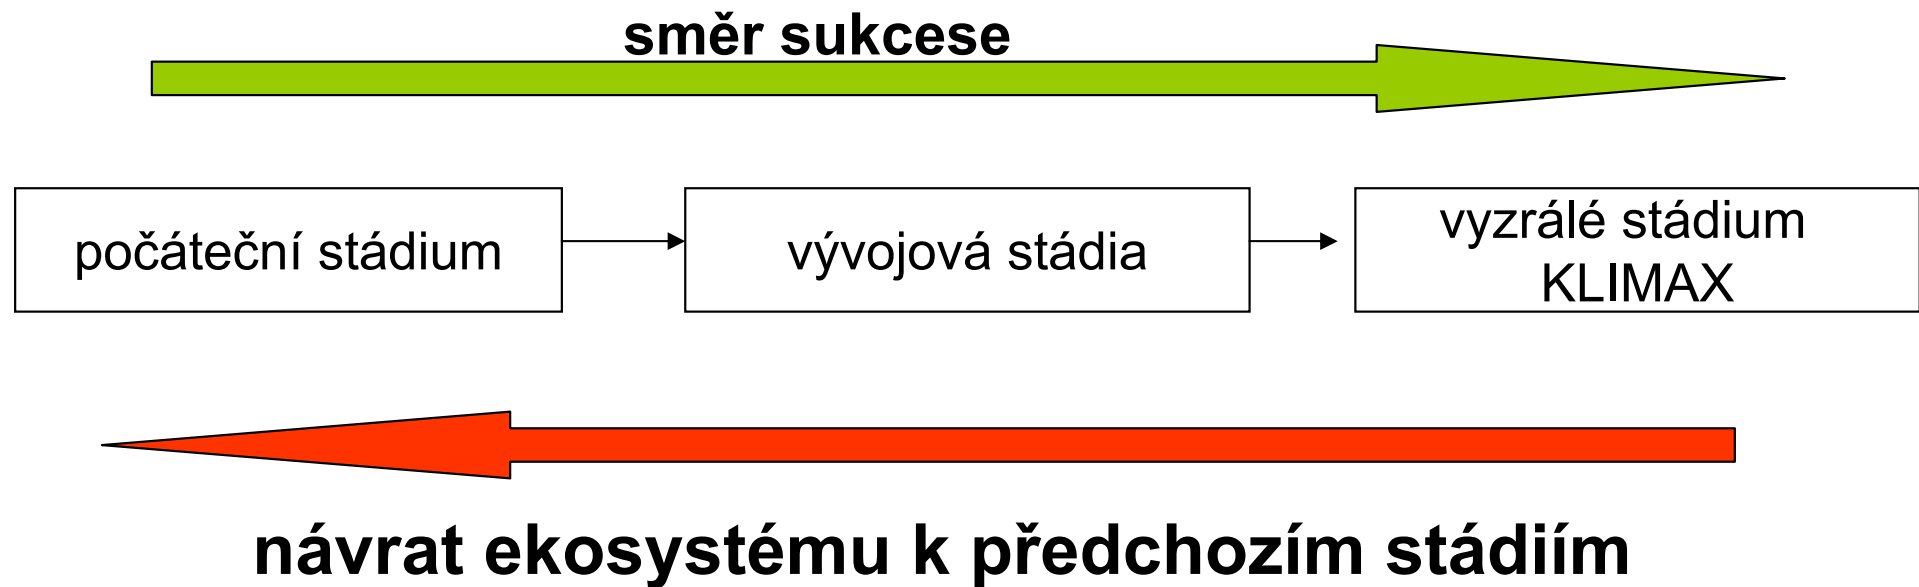 směr sukcese
počáteční stádium
vývojová stádia
vyzrálé stádium
KLIMAX
návrat ekosystému k předchozím stádiím